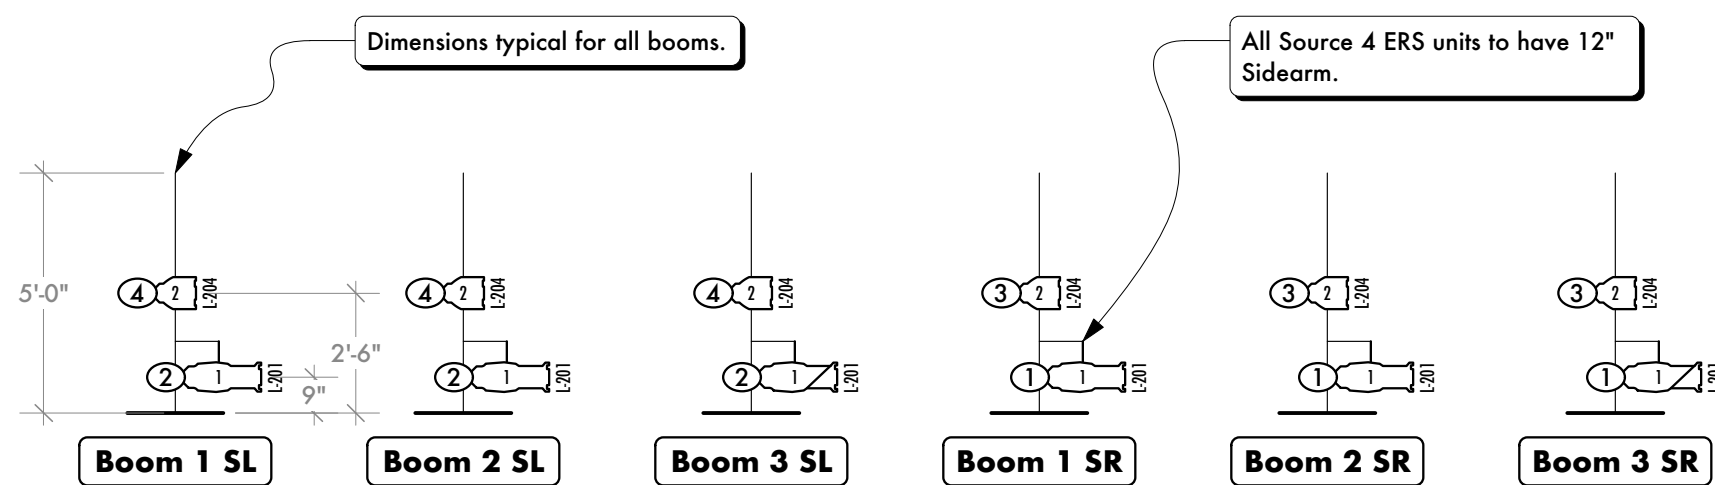 Dimensions typical for all booms.
All Source 4 ERS units to have 12"
Sidearm.
5'-0"
2'-6"
9"
4 2 L-204
2 1 L-201
4 2 L-204
2 1 L-201
4 2 L-204
2 1 L-201
3 2 L-204
1 1 L-201
3 2 L-204
1 1 L-201
3 2 L-204
1 1 L-201
Boom 1 SL
Boom 2 SL
Boom 3 SL
Boom 1 SR
Boom 2 SR
Boom 3 SR